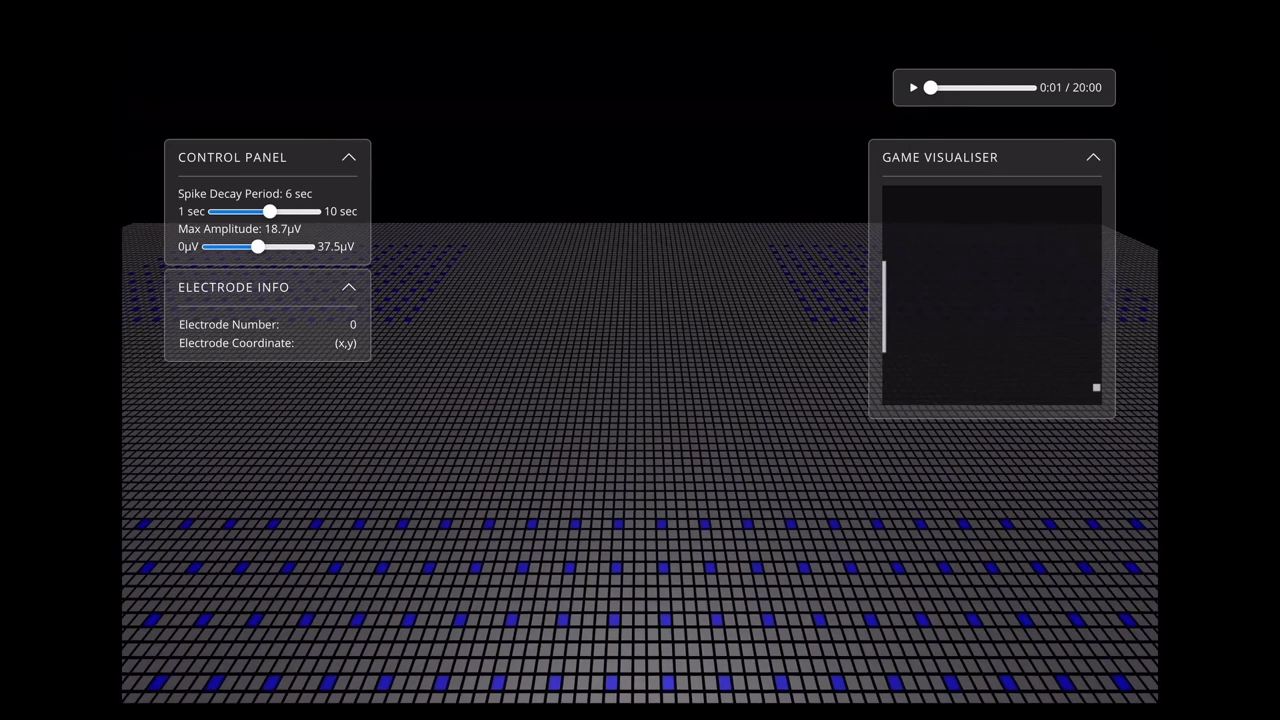 0:01 / 20:00
CONTROL PANEL
Spike Decay Period: 6 sec
1 sec 10 sec
Max Amplitude: 18.7µV
0µV 37.5µV
ELECTRODE INFO
Electrode Number: 0
Electrode Coordinate: (x,y)
GAME VISUALISER